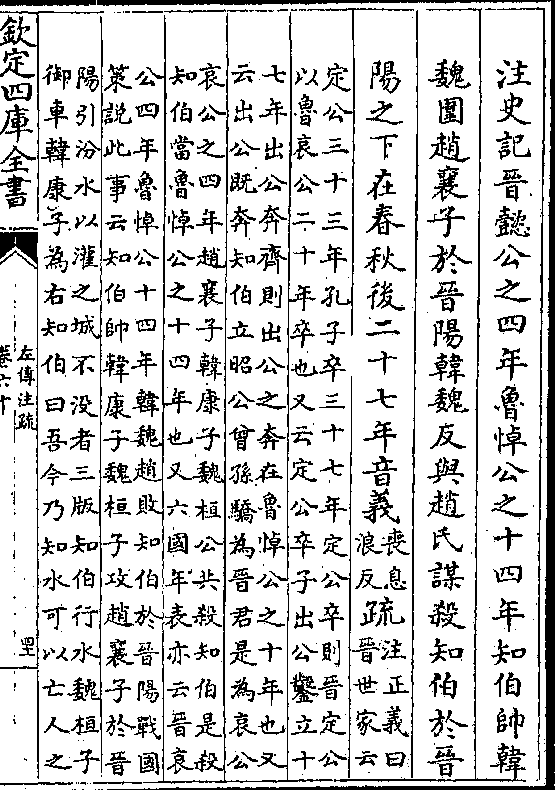 注史記晉懿公之四年魯悼公之十四年知伯帥韓
魏圍趙襄子於晉陽韓魏反與趙氏謀殺知伯於晉
陽之下在春秋後二十七年音義喪息浪反疏注正義曰晉世家云
定公三十三年孔子卒三十七年定公卒則晉定公
以魯哀公二十年卒也又云定公卒子出公鑿立十
七年出公奔齊則出公之奔在魯悼公之十年也又
云出公既奔知伯立昭公曾孫驕為晉君是為哀公
哀公之四年趙襄子韓康子魏桓公共殺知伯是殺
知伯當魯悼公之十四年也又六國年表亦云晉哀
公四年魯悼公十四年韓魏趙敗知伯於晉陽戰國
策說此事云知伯帥韓康子魏桓子攻趙襄子於晉
陽引汾水以灌之城不没者三版知伯行水魏桓子
御車韓康子為右知伯曰吾今乃知水可以亡人之
欽定四庫全書
左傳注疏
卷六十